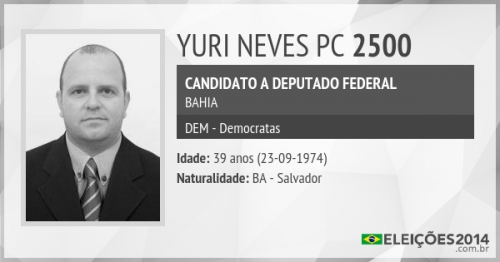 YURI NEVES PC 2500
CANDIDATO A DEPUTADO FEDERAL
BAHIA
DEM - Democratas
Idade: 39 anos (23-09-1974)
Naturalidade: BA - Salvador
ELEIÇÕES2014
.com.br